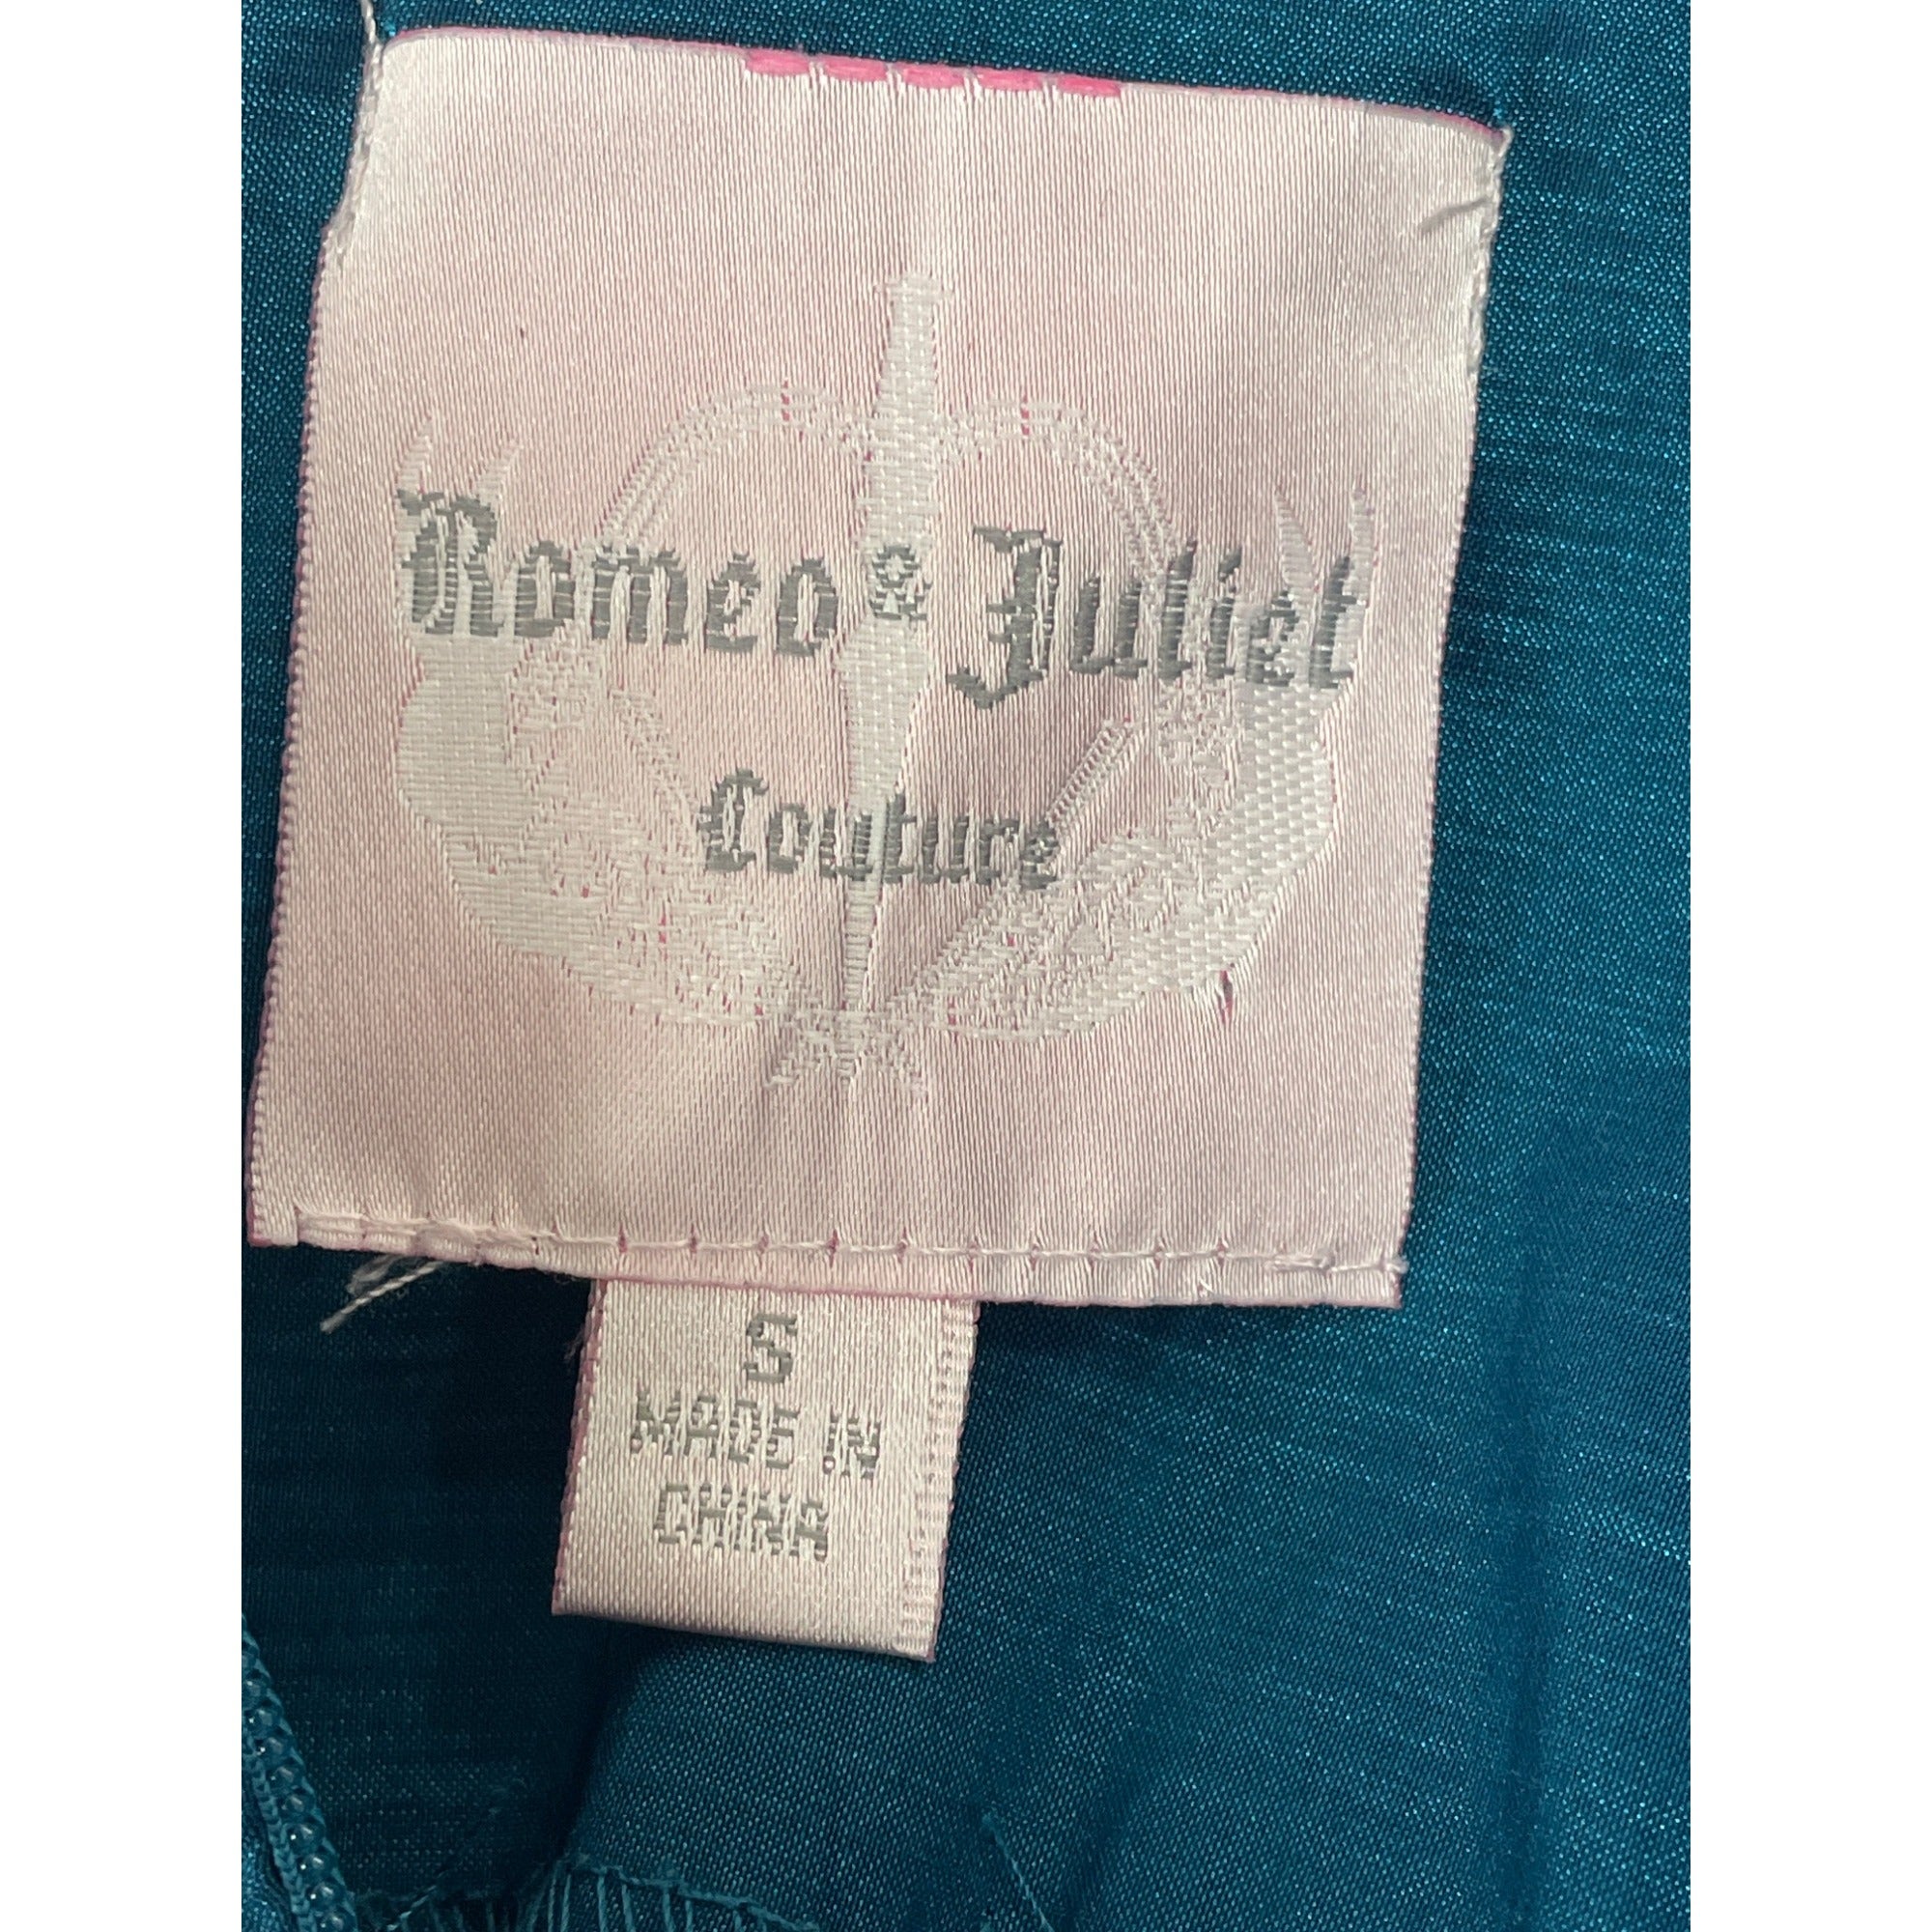 Romeo & Juliet
Couture
S
MADE IN
CHINA